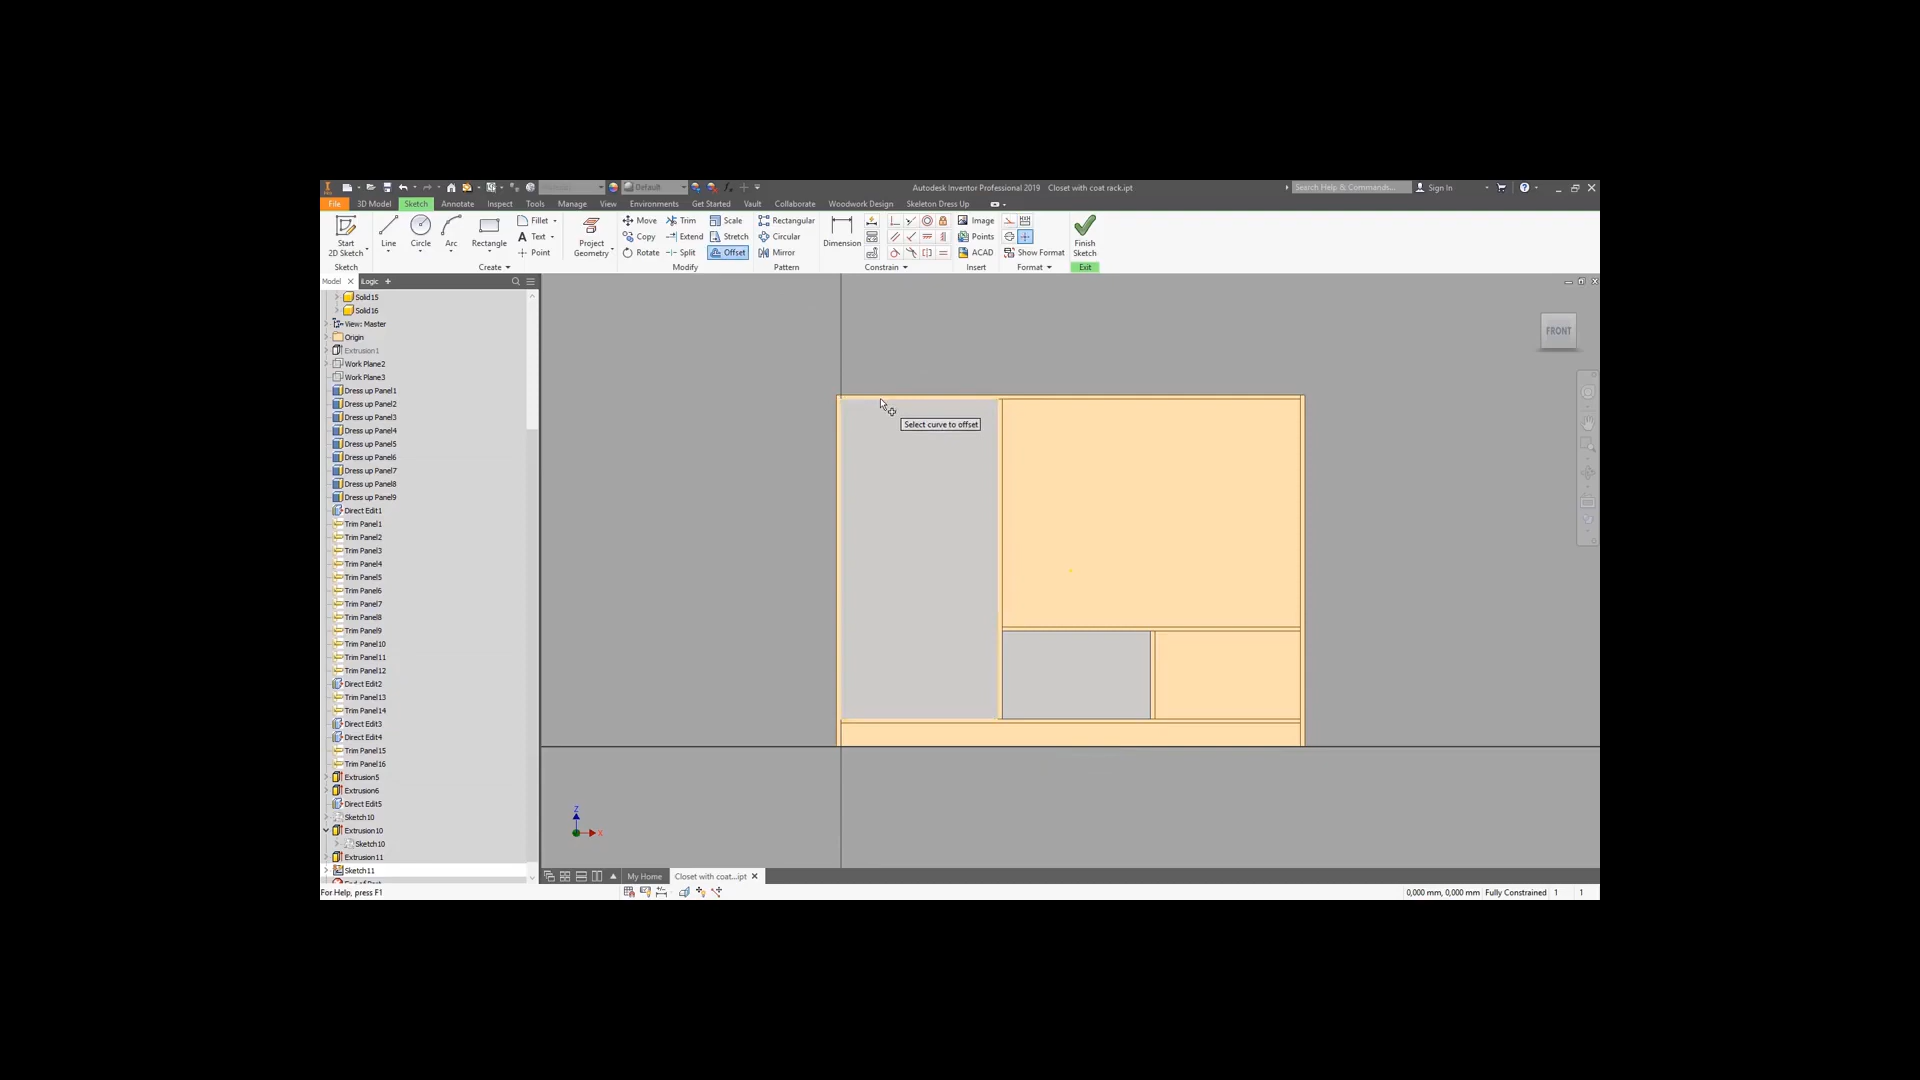 Default
Autodesk Inventor Professional 2019 Closet with coat rack.ipt
Search Help & Commands...
Sign In
File 3D Model Sketch Annotate Inspect Tools Manage View Environments Get Started Vault Collaborate Woodwork Design Skeleton Dress Up
Start 2D Sketch
Line
Circle
Arc
Rectangle
Fillet
Text
Point
Project Geometry
Move
Copy
Rotate
Trim
Extend
Split
Scale
Stretch
Offset
Rectangular
Circular
Mirror
Dimension
Image
Points
ACAD
Show Format
Finish Sketch
Sketch Create Modify Pattern Constrain Insert Format Exit
Model iLogic
Solid15
Solid16
View: Master
Origin
Extrusion1
Work Plane2
Work Plane3
Dress up Panel1
Dress up Panel2
Dress up Panel3
Dress up Panel4
Dress up Panel5
Dress up Panel6
Dress up Panel7
Dress up Panel8
Dress up Panel9
Direct Edit1
Trim Panel1
Trim Panel2
Trim Panel3
Trim Panel4
Trim Panel5
Trim Panel6
Trim Panel7
Trim Panel8
Trim Panel9
Trim Panel10
Trim Panel11
Trim Panel12
Direct Edit2
Trim Panel13
Trim Panel14
Direct Edit3
Direct Edit4
Trim Panel15
Trim Panel16
Extrusion5
Extrusion6
Direct Edit5
Sketch10
Extrusion10
Sketch10
Extrusion11
Sketch11
Select curve to offset
FRONT
Z
X
My Home Closet with coat...ipt
For Help, press F1
0,000 mm, 0,000 mm Fully Constrained 1 1